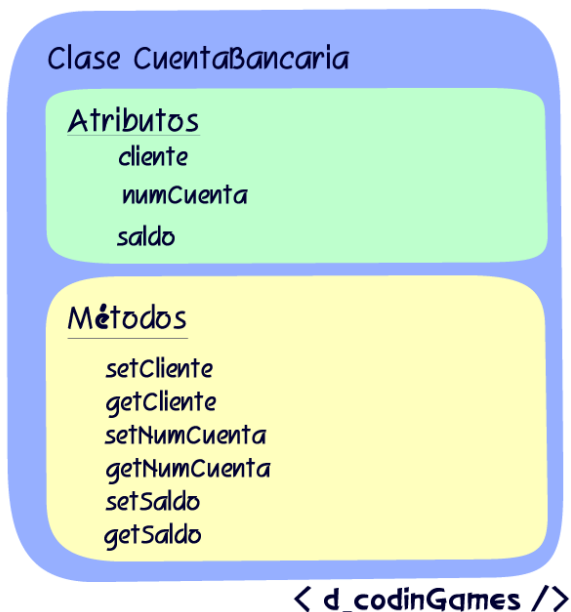 Clase CuentaBancaria
Atributos
cliente
numCuenta
saldo
Métodos
setCliente
getCliente
setNumCuenta
getNumCuenta
setSaldo
getSaldo
< d_codinGames />